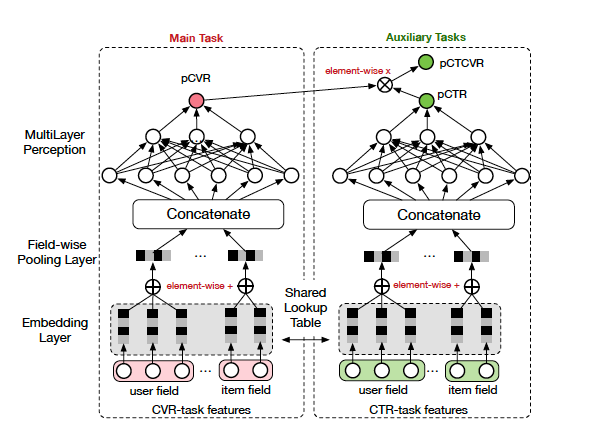 Main Task
Auxiliary Tasks
pCTCVR
element-wise x
pCVR
pCTR
MultiLayer
Perception
Concatenate
Concatenate
Field-wise
Pooling Layer
...
...
element-wise +
element-wise +
Shared
Lookup
Table
Embedding
Layer
...
...
user field
item field
user field
item field
CVR-task features
CTR-task features